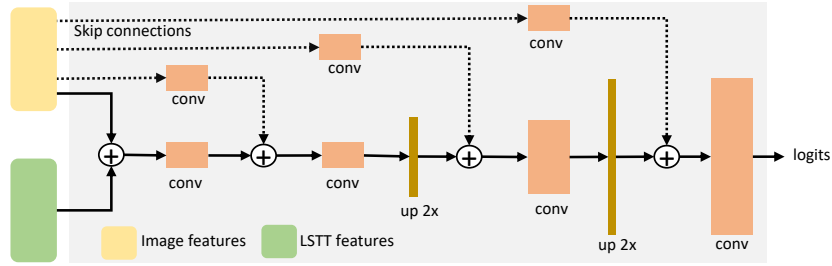 Skip connections
conv
conv
conv
conv
conv
up 2x
conv
up 2x
conv
logits
Image features
LSTT features